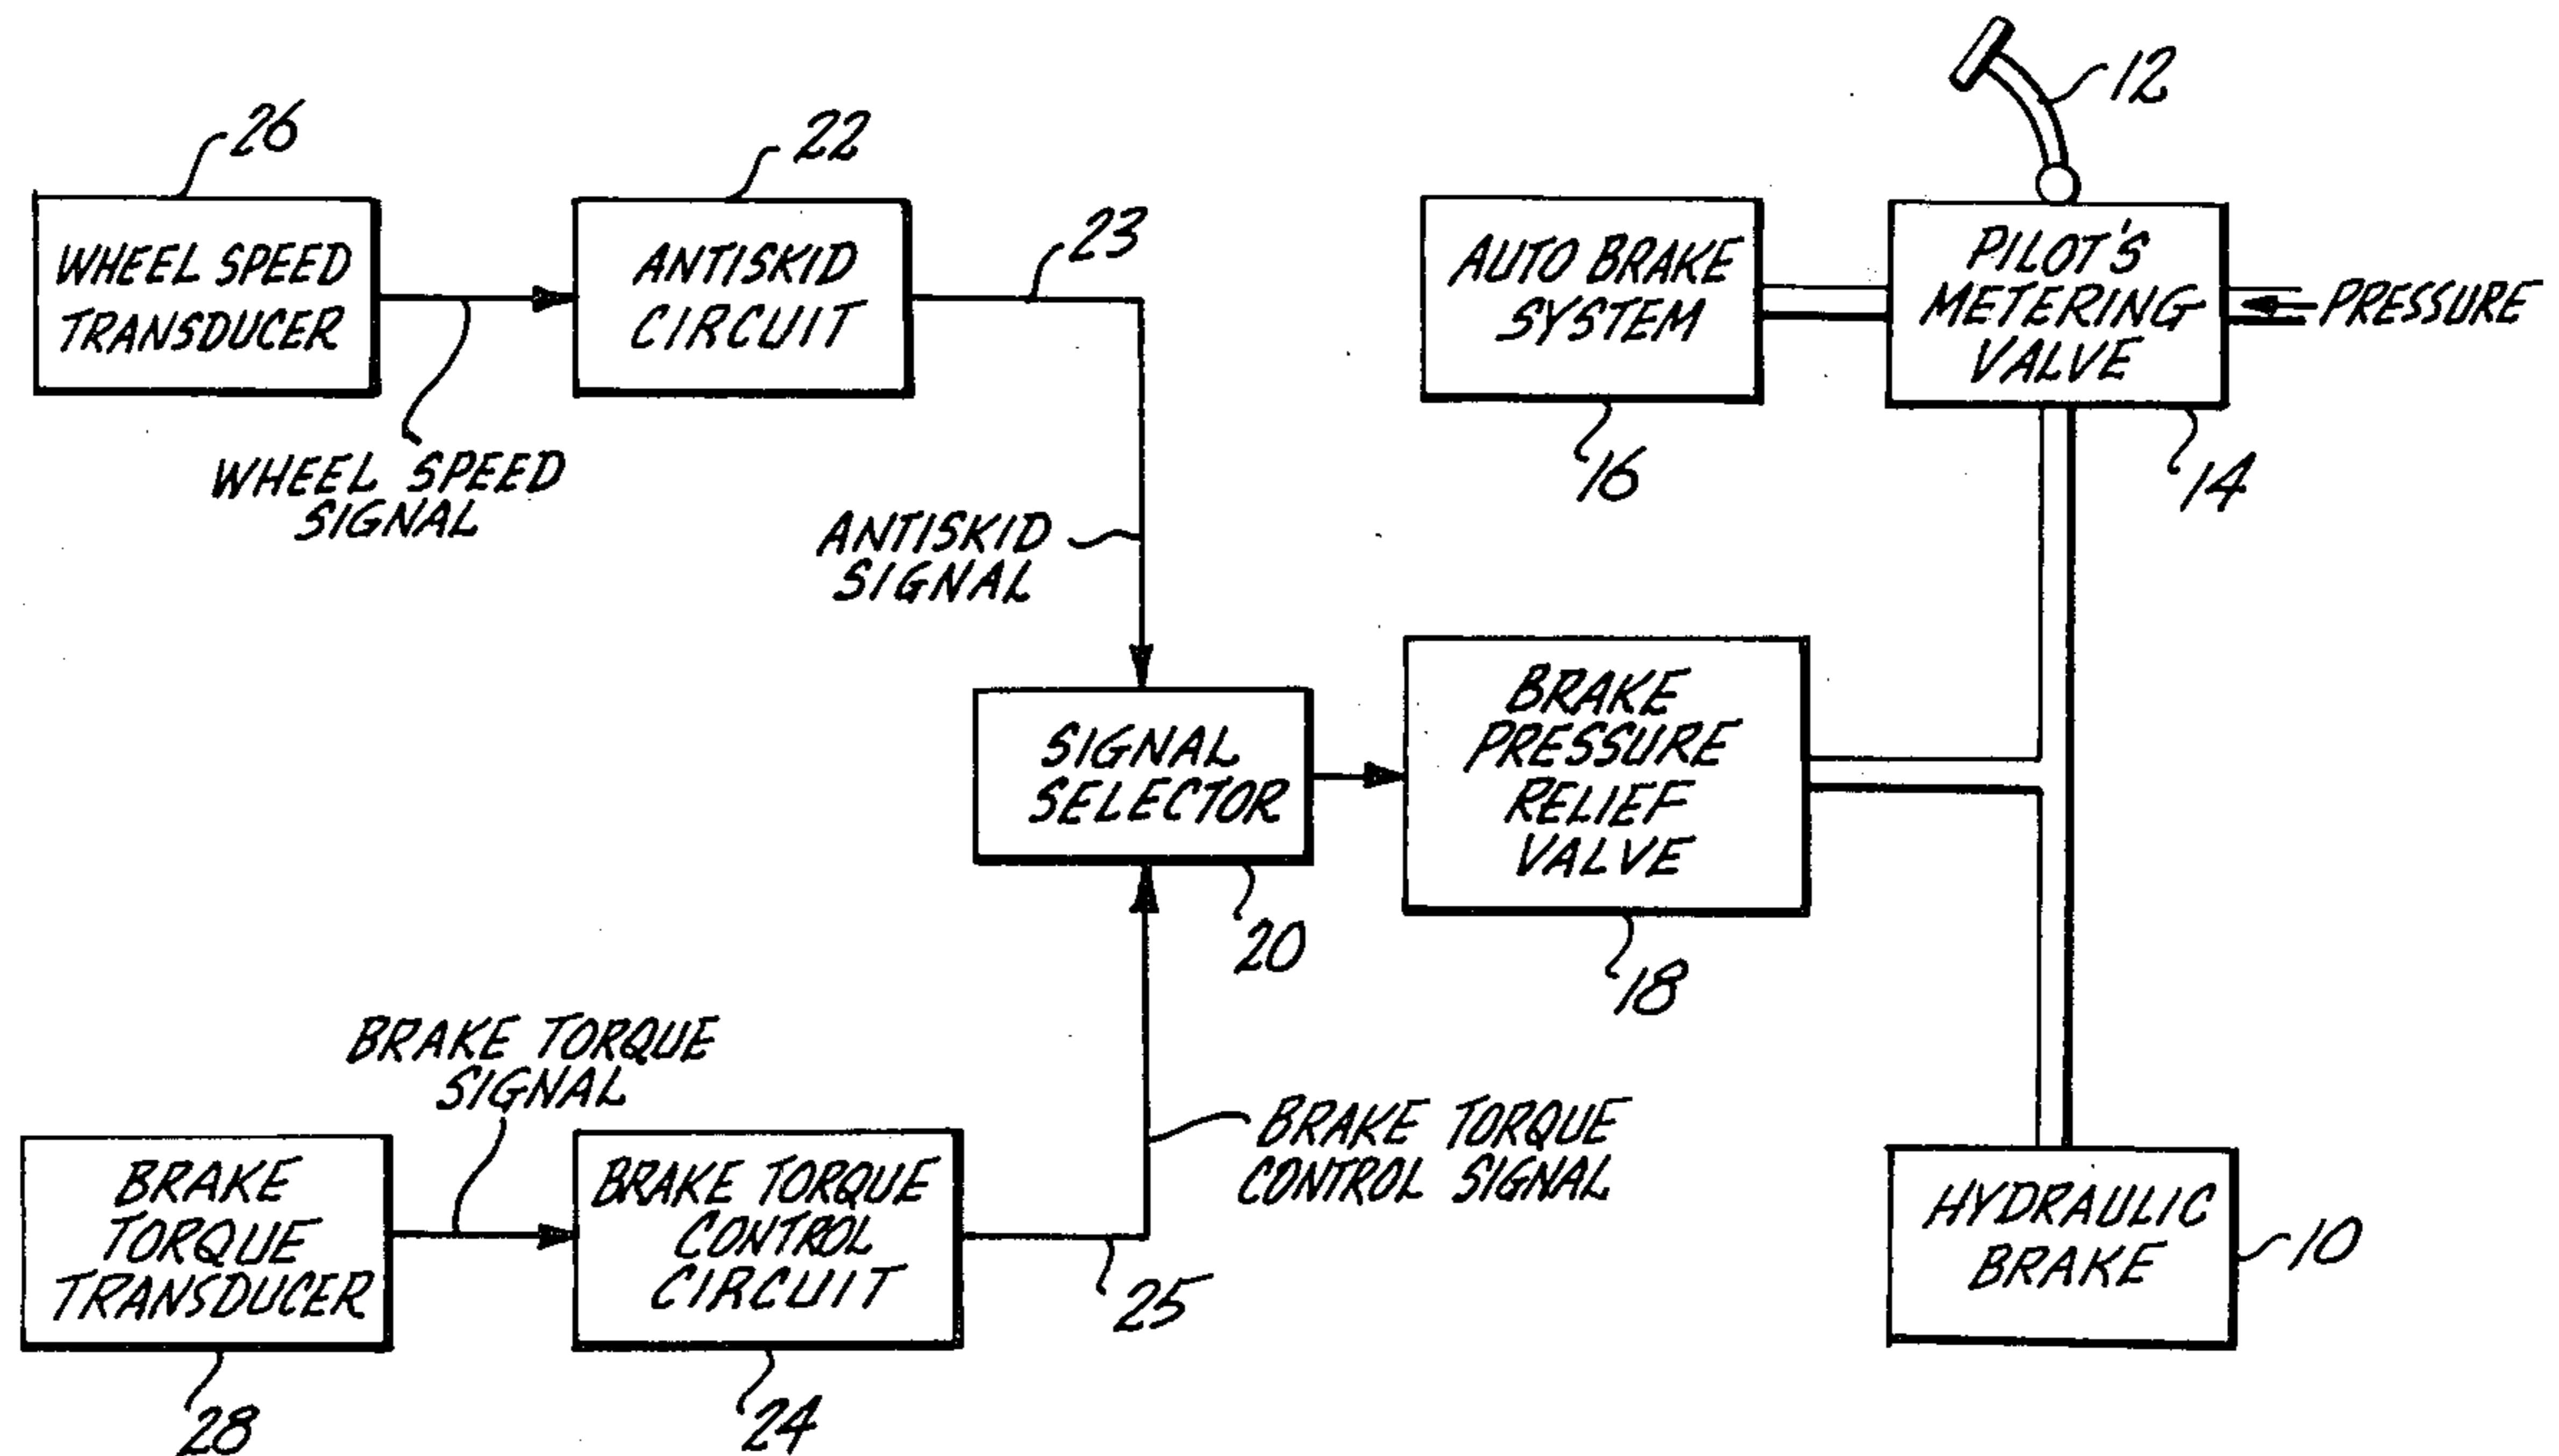 12
26
22
23
WHEEL SPEED
TRANSDUCER
ANTISKID
CIRCUIT
AUTO BRAKE
SYSTEM
PILOT'S
METERING
VALVE
PRESSURE
WHEEL SPEED
SIGNAL
16
14
ANTISKID
SIGNAL
SIGNAL
SELECTOR
BRAKE
PRESSURE
RELIEF
VALVE
20
18
BRAKE TORQUE
SIGNAL
BRAKE TORQUE
CONTROL SIGNAL
BRAKE
TORQUE
TRANSDUCER
BRAKE TORQUE
CONTROL
CIRCUIT
25
HYDRAULIC
BRAKE
10
28
24